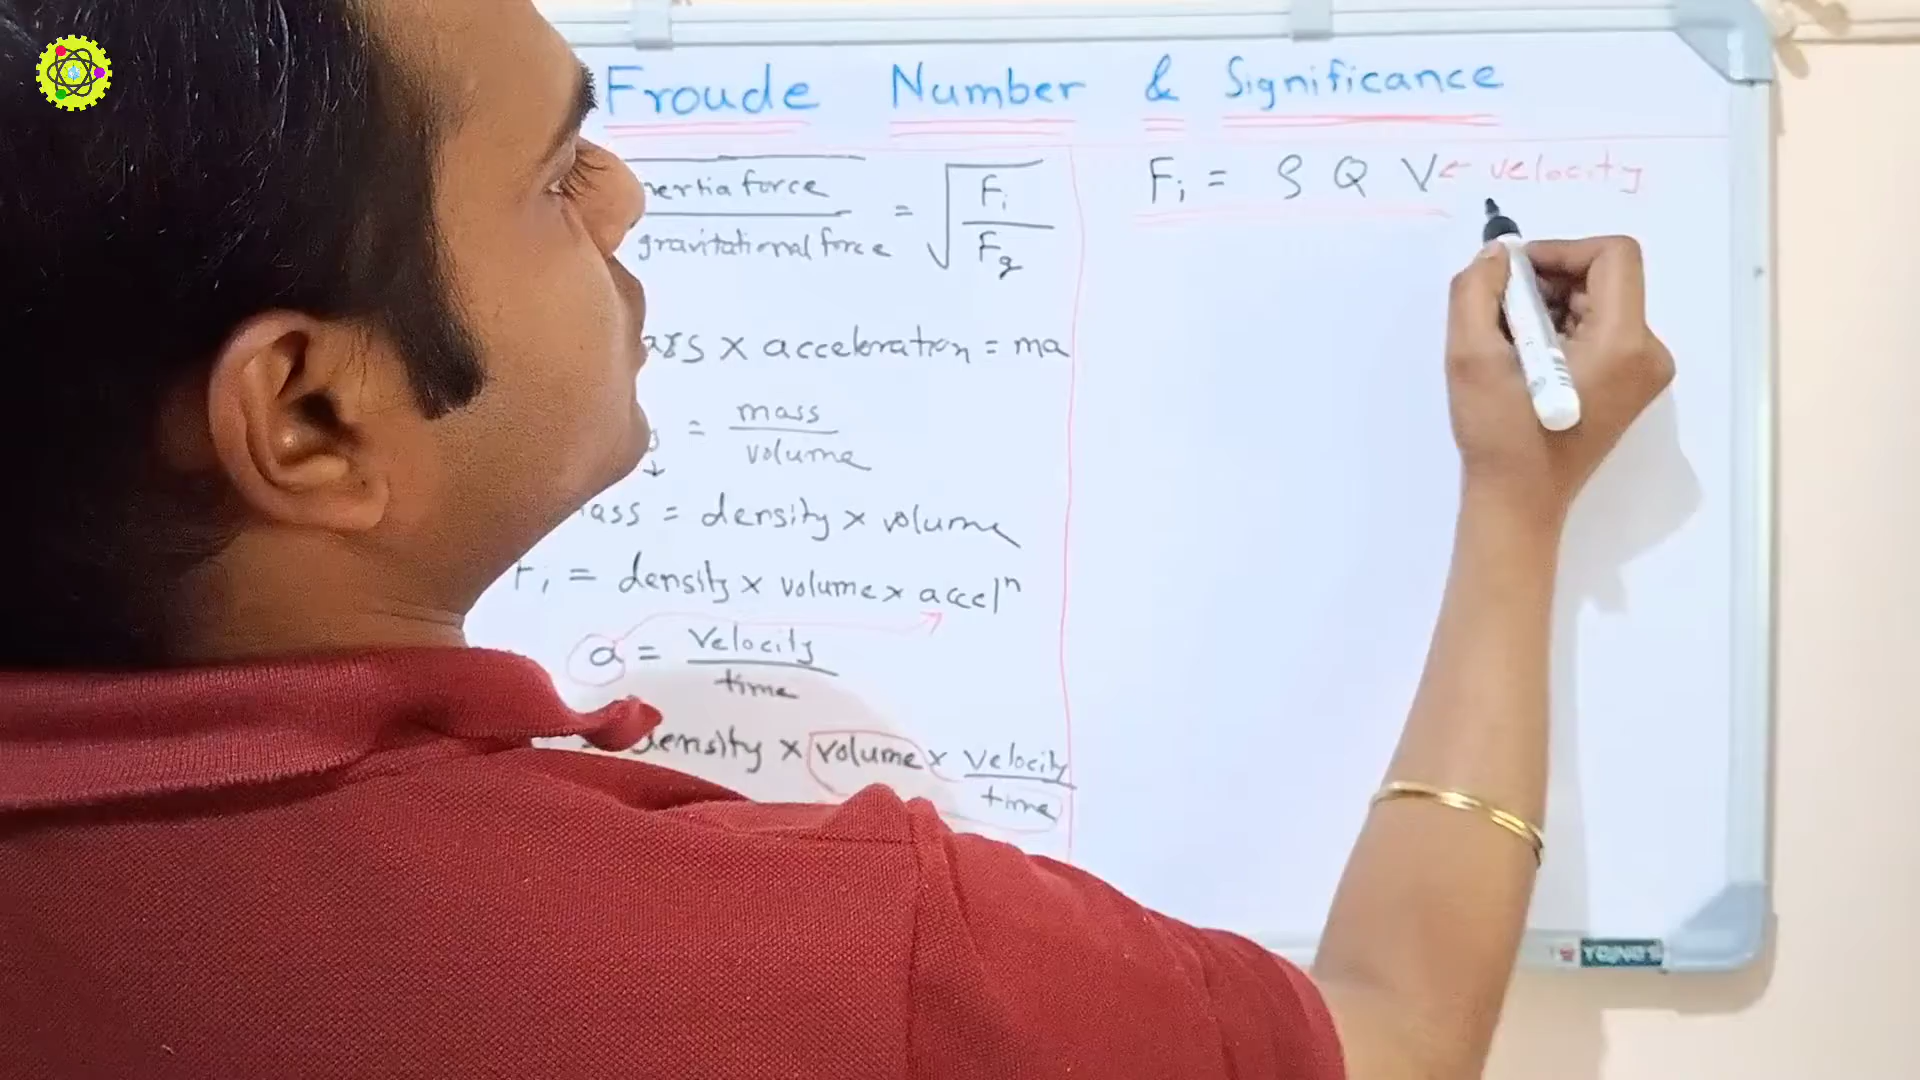 Froude Number & Significance
nertia force
gravitational force
= √ Fi
Fg
ass x acceleration = ma
= mass
volume
ass = density x volume
Fi = density x volume x accelⁿ
a = velocity
time
density x volume x velocity
time
Fi = ρ Q V ← velocity